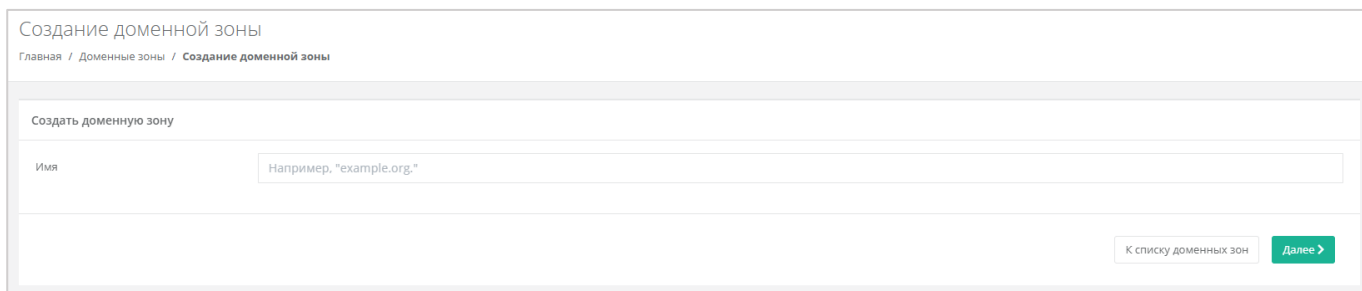 Создание доменной зоны
Главная / Доменные зоны / Создание доменной зоны
Создать доменную зону
Имя
Например, "example.org."
К списку доменных зон
Далее